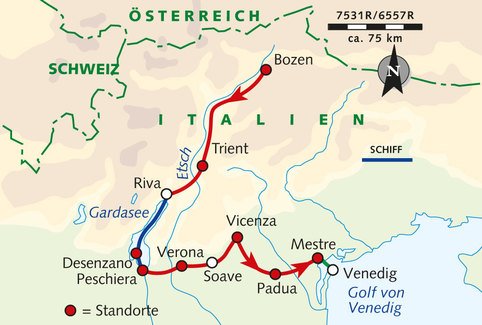 ÖSTERREICH
7531R/6557R
ca. 75 km
N
SCHWEIZ
Bozen
ITALIEN
Etsch
Trient
SCHIFF
Riva
Gardasee
Vicenza
Mestre
Desenzano
Verona
Peschiera
Soave
Padua
Venedig
Golf von
Venedig
= Standorte